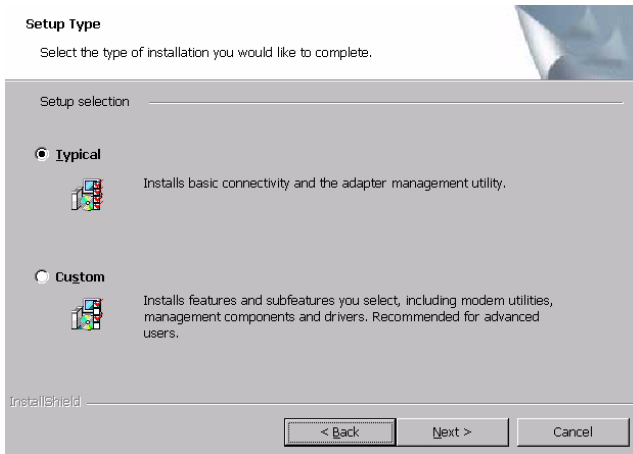 Setup Type
Select the type of installation you would like to complete.
Setup selection
Typical
Installs basic connectivity and the adapter management utility.
Custom
Installs features and subfeatures you select, including modem utilities,
management components and drivers. Recommended for advanced
users.
InstallShield
< Back
Next >
Cancel